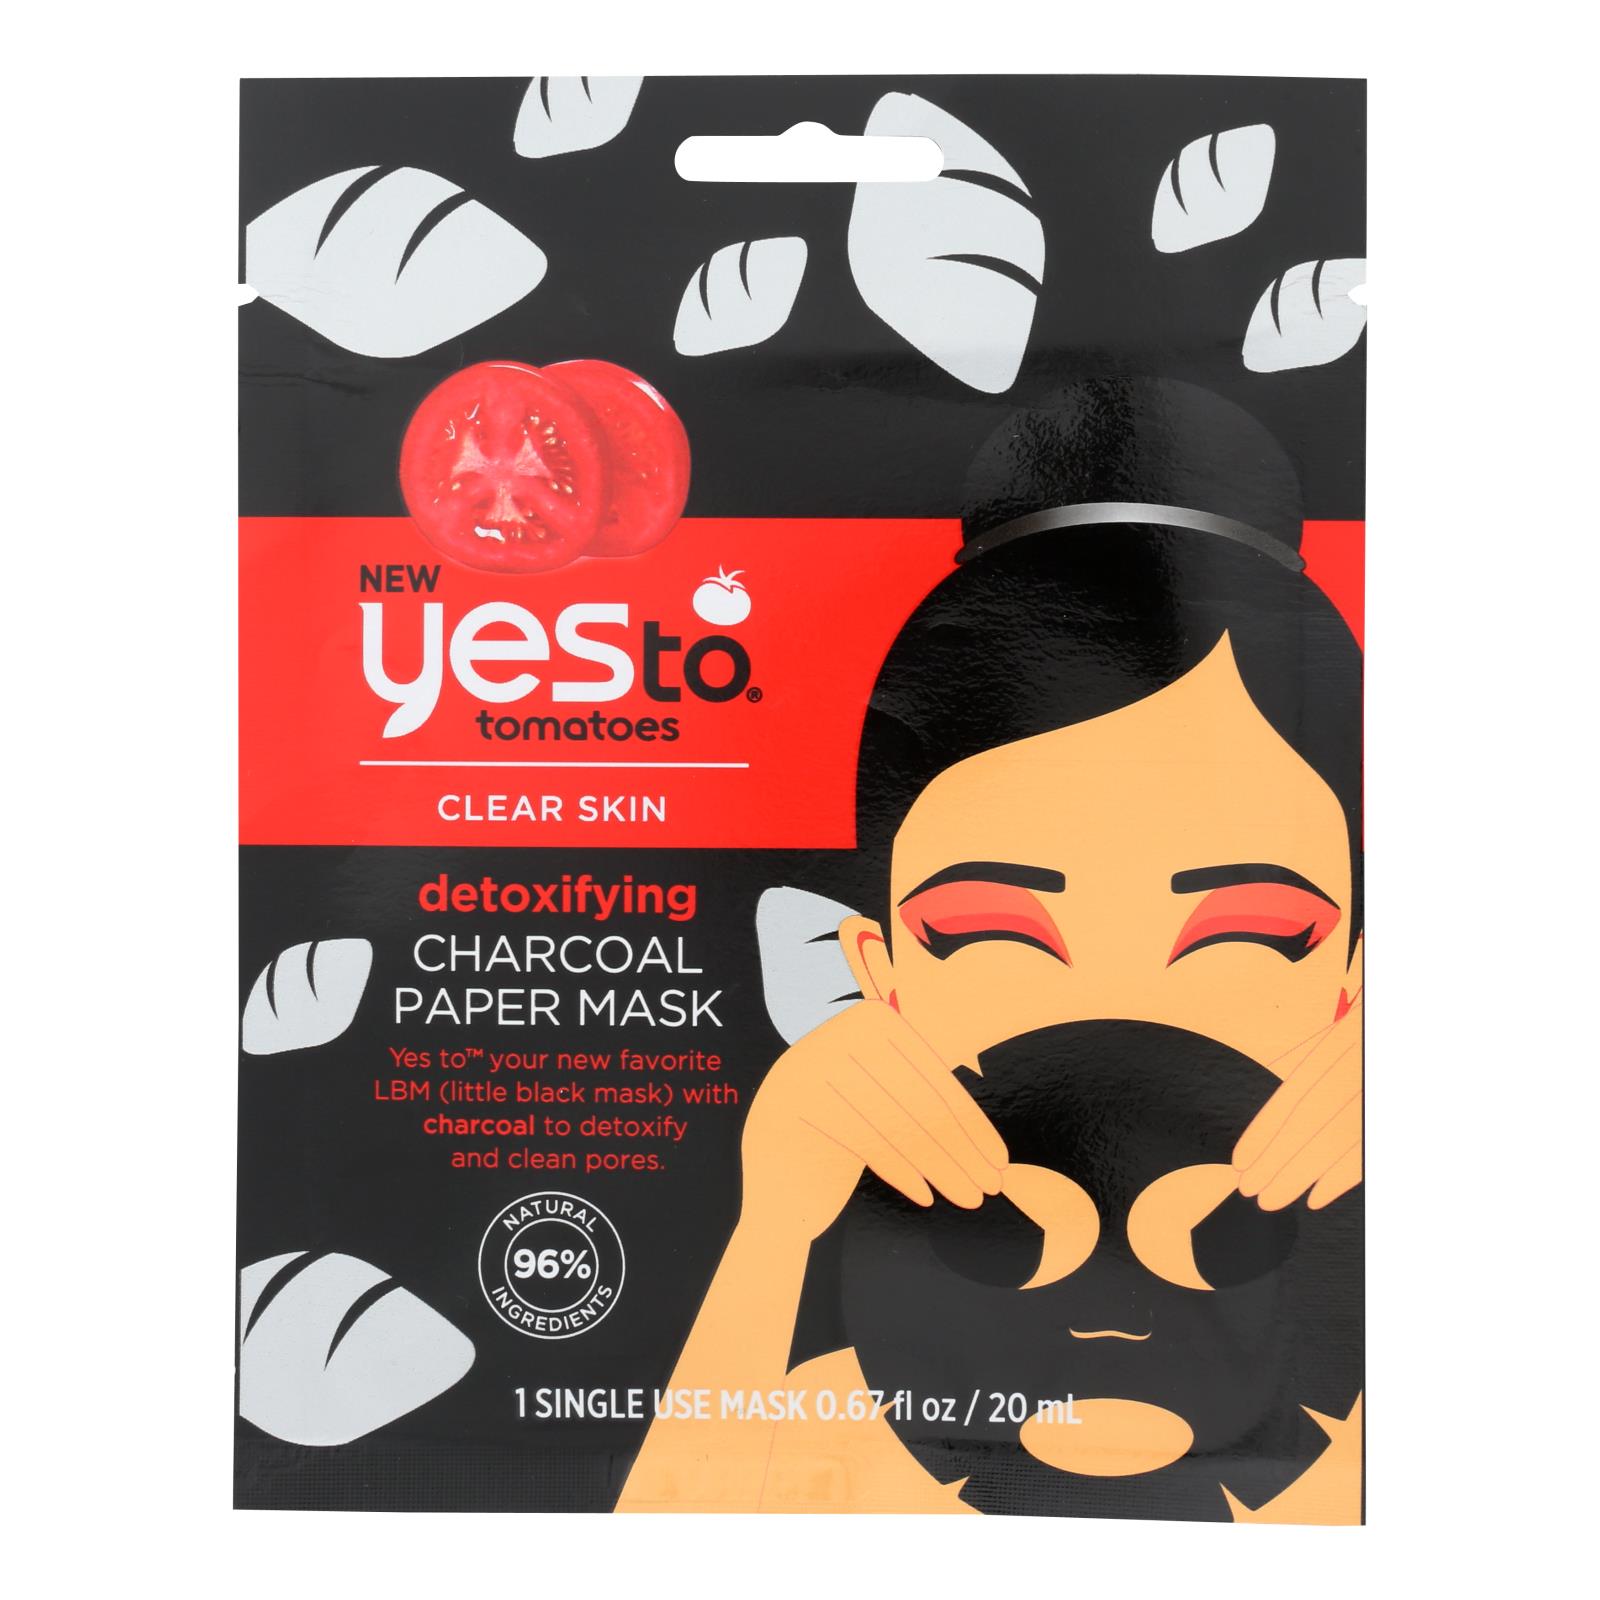 NEW
yes to®
tomatoes
CLEAR SKIN
detoxifying
CHARCOAL
PAPER MASK
Yes to™ your new favorite
LBM (little black mask) with
charcoal to detoxify
and clean pores.
NATURAL
96%
INGREDIENTS
1 SINGLE USE MASK 0.67 fl oz / 20 mL